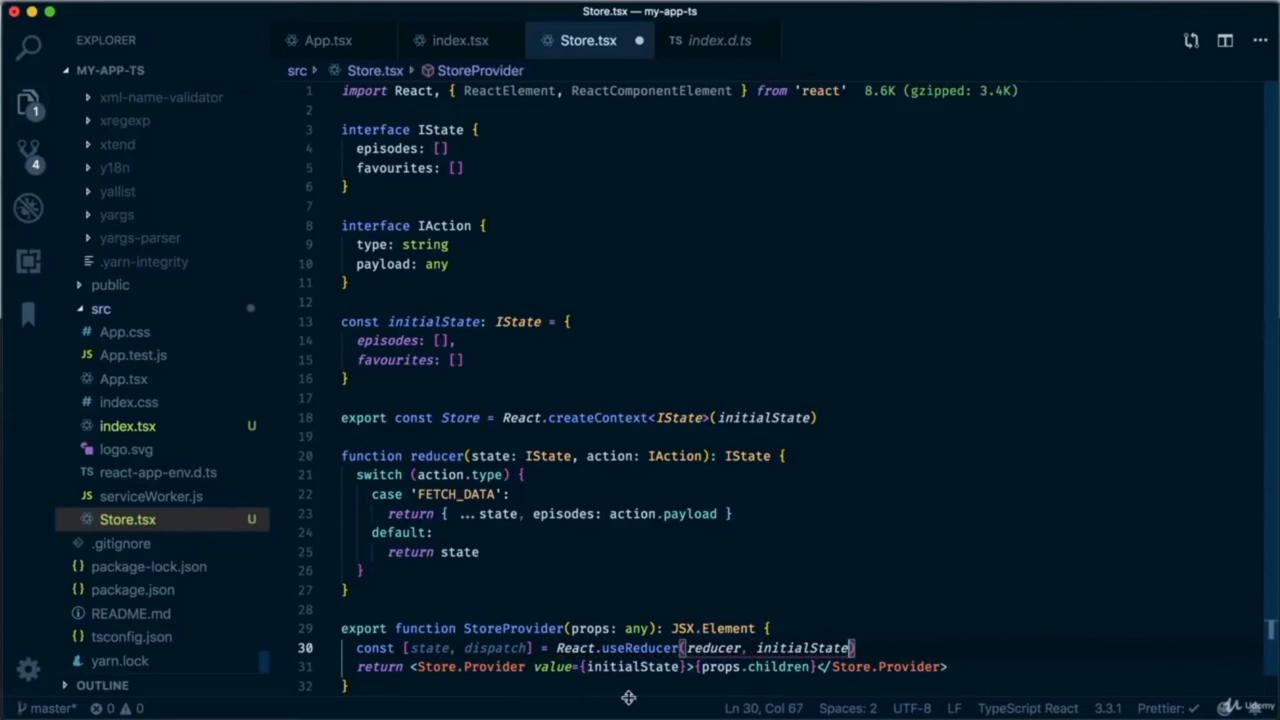 Store.tsx — my-app-ts
EXPLORER
App.tsx
index.tsx
Store.tsx
TS index.d.ts
MY-APP-TS
src
Store.tsx
StoreProvider
xml-name-validator
xregexp
xtend
y18n
yallist
yargs
yargs-parser
.yarn-integrity
public
src
# App.css
JS App.test.js
App.tsx
# index.css
index.tsx U
logo.svg
TS react-app-env.d.ts
JS serviceWorker.js
Store.tsx U
.gitignore
{} package-lock.json
{} package.json
README.md
{} tsconfig.json
yarn.lock
OUTLINE
1
4
1 import React, { ReactElement, ReactComponentElement } from 'react' 8.6K (gzipped: 3.4K)
2
3 interface IState {
4 episodes: []
5 favourites: []
6 }
7
8 interface IAction {
9 type: string
10 payload: any
11 }
12
13 const initialState: IState = {
14 episodes: [],
15 favourites: []
16 }
17
18 export const Store = React.createContext<IState>(initialState)
19
20 function reducer(state: IState, action: IAction): IState {
21 switch (action.type) {
22 case 'FETCH_DATA':
23 return { ...state, episodes: action.payload }
24 default:
25 return state
26 }
27 }
28
29 export function StoreProvider(props: any): JSX.Element {
30 const [state, dispatch] = React.useReducer(reducer, initialState)
31 return <Store.Provider value={initialState}>{props.children}</Store.Provider>
32 }
master* 0 0
Ln 30, Col 67 Spaces: 2 UTF-8 LF TypeScript React 3.3.1 Prettier: ✓
Udemy